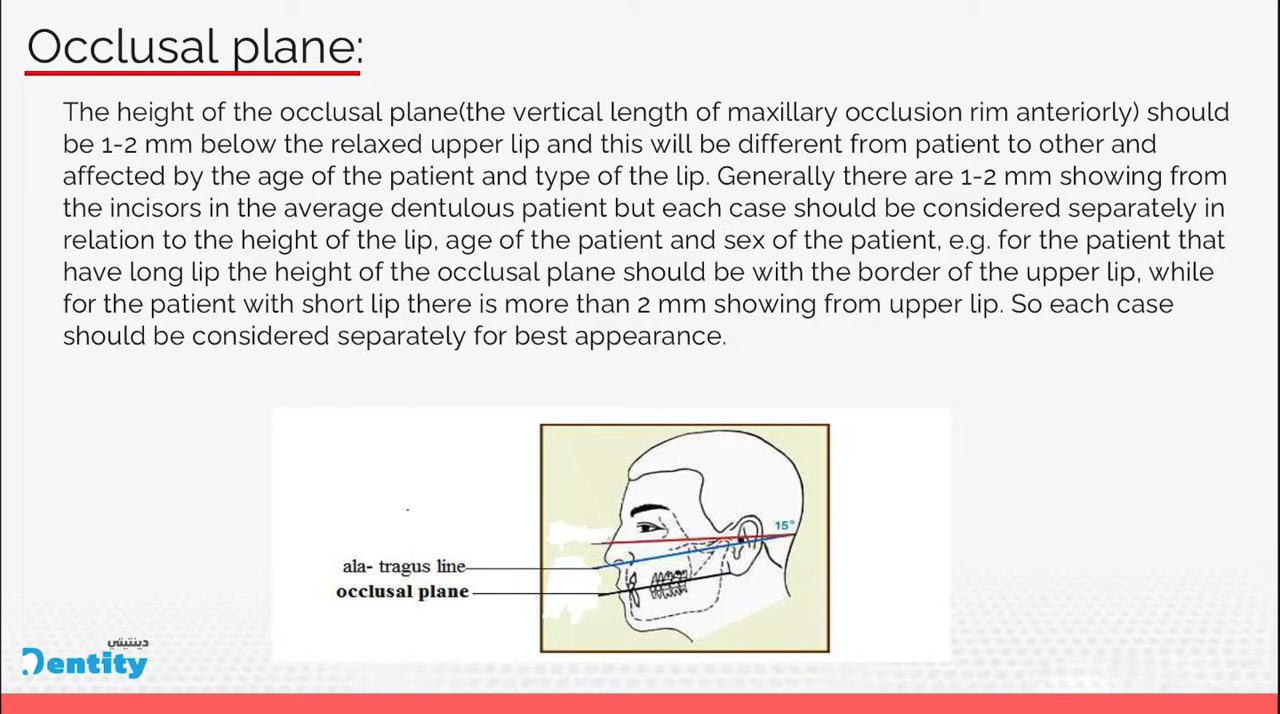 Occlusal plane:
The height of the occlusal plane(the vertical length of maxillary occlusion rim anteriorly) should
be 1-2 mm below the relaxed upper lip and this will be different from patient to other and
affected by the age of the patient and type of the lip. Generally there are 1-2 mm showing from
the incisors in the average dentulous patient but each case should be considered separately in
relation to the height of the lip, age of the patient and sex of the patient, e.g. for the patient that
have long lip the height of the occlusal plane should be with the border of the upper lip, while
for the patient with short lip there is more than 2 mm showing from upper lip. So each case
should be considered separately for best appearance.
15°
ala- tragus line
occlusal plane
دينتيتي
Dentity